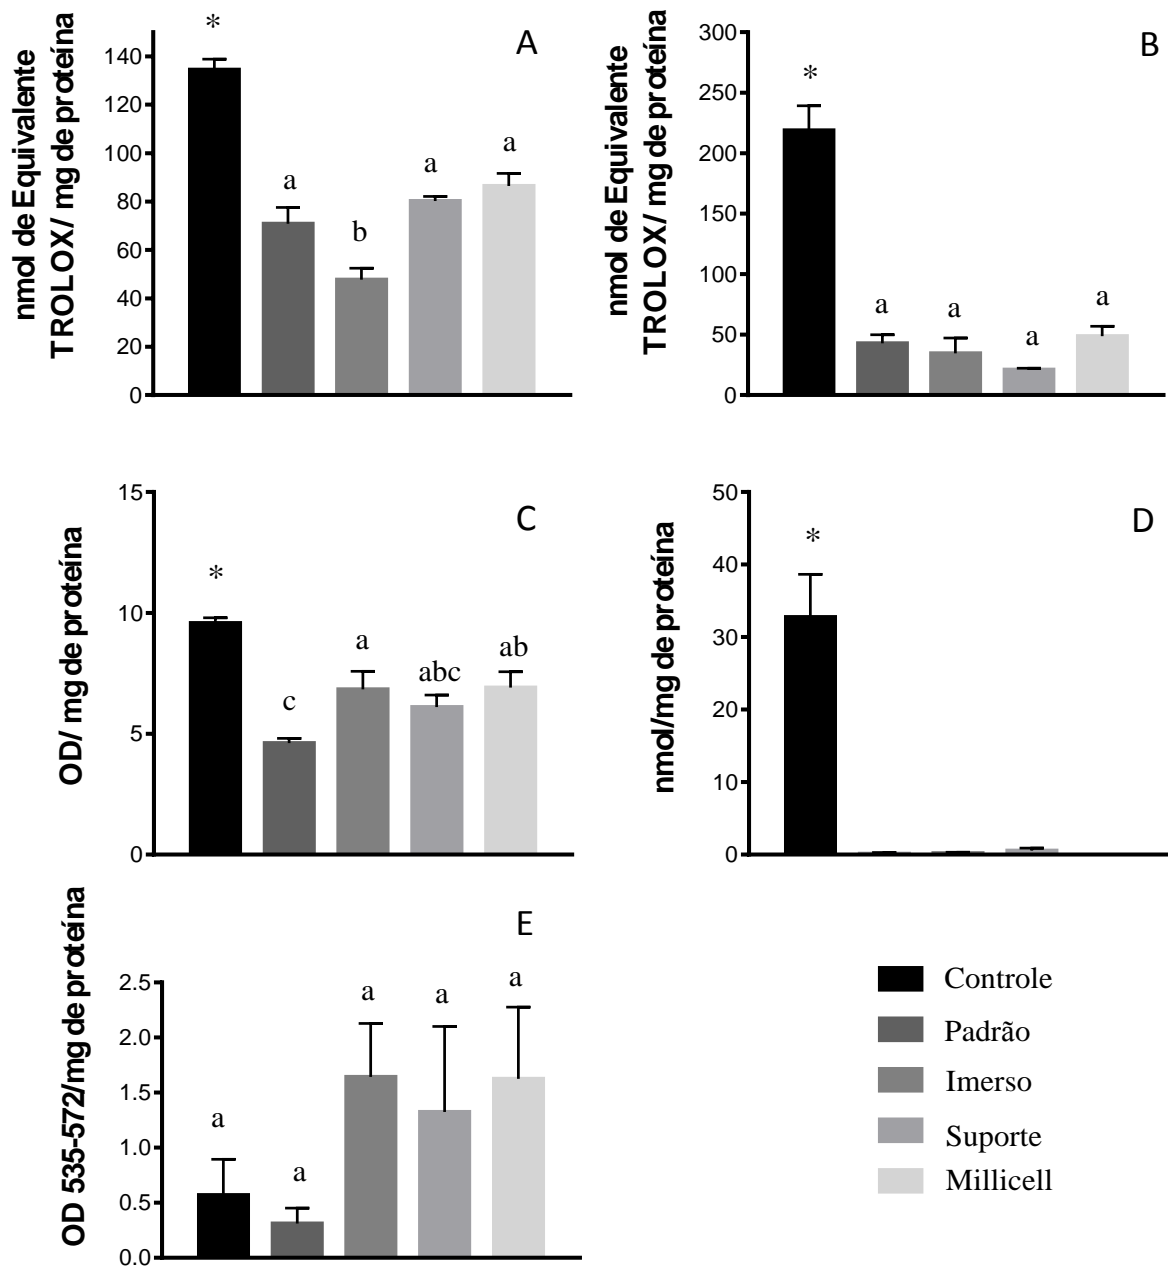 A
nmol de Equivalente
TROLOX/ mg de proteína
140
120
100
80
60
40
20
0
*
a
b
a
a
B
nmol de Equivalente
TROLOX/ mg de proteína
300
250
200
150
100
50
0
*
a
a
a
a
C
OD/ mg de proteína
15
10
5
0
*
c
a
abc
ab
D
nmol/mg de proteína
50
40
30
20
10
0
*
E
OD 535-572/mg de proteína
2.5
2.0
1.5
1.0
0.5
0.0
a
a
a
a
a
Controle
Padrão
Imerso
Suporte
Millicell